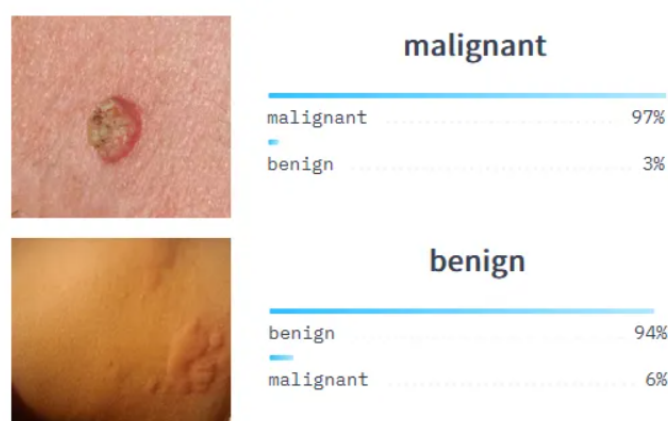 malignant
malignant 97%
benign 3%
benign
benign 94%
malignant 6%